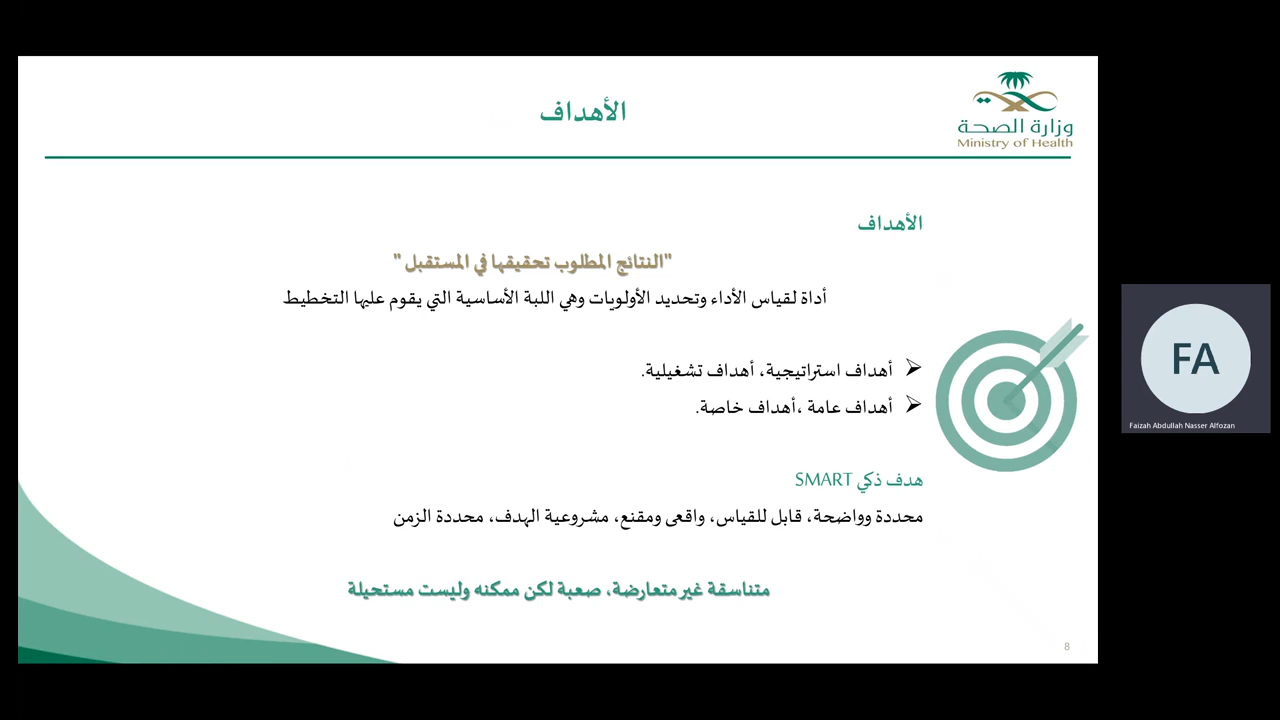 الأهداف
وزارة الصحة
Ministry of Health
الأهداف
"النتائج المطلوب تحقيقها في المستقبل"
أداة لقياس الأداء وتحديد الأولويات وهي اللبة الأساسية التي يقوم عليها التخطيط
أهداف استراتيجية، أهداف تشغيلية.
أهداف عامة ،أهداف خاصة.
هدف ذكي SMART
محددة وواضحة، قابل للقياس، واقعى ومقنع، مشروعية الهدف، محددة الزمن
متناسقة غير متعارضة، صعبة لكن ممكنه وليست مستحيلة
8
FA
Faizah Abdullah Nasser Alfozan